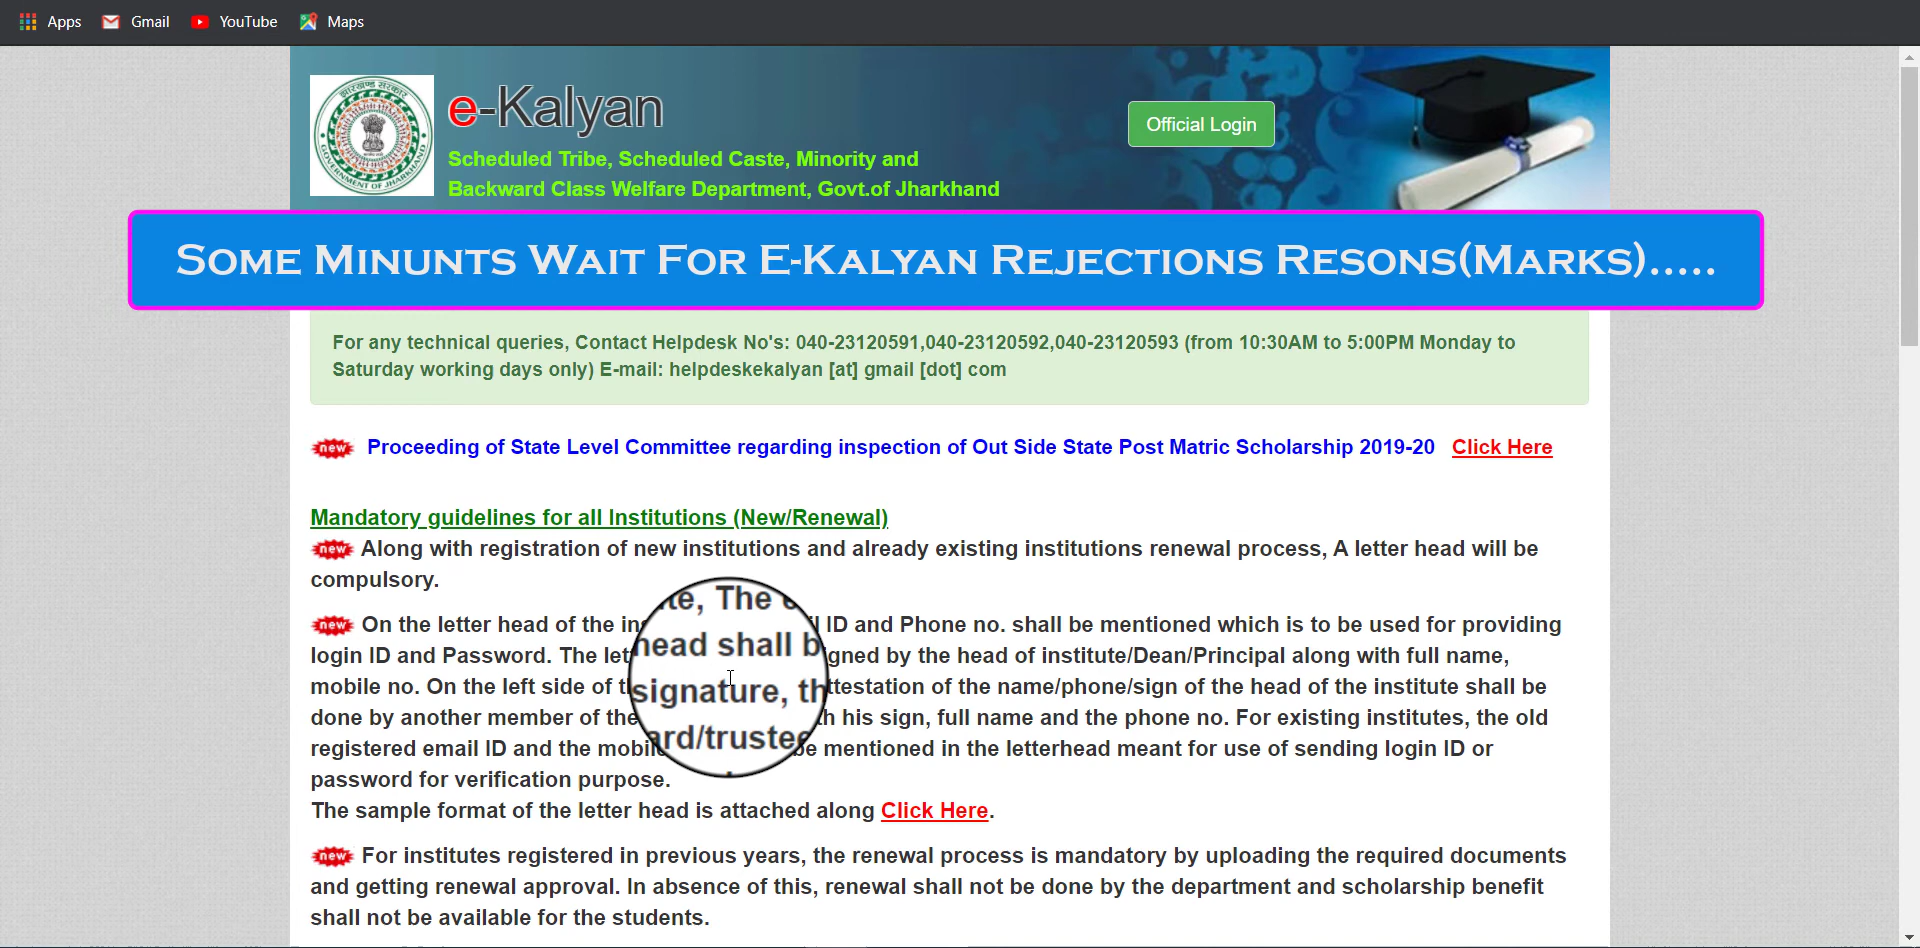 Apps Gmail YouTube Maps
झारखण्ड सरकार
GOVERNMENT OF JHARKHAND
e-Kalyan
Official Login
Scheduled Tribe, Scheduled Caste, Minority and
Backward Class Welfare Department, Govt.of Jharkhand
Some Minunts Wait For E-Kalyan Rejections Resons(Marks).....
For any technical queries, Contact Helpdesk No's: 040-23120591,040-23120592,040-23120593 (from 10:30AM to 5:00PM Monday to
Saturday working days only) E-mail: helpdeskekalyan [at] gmail [dot] com
new Proceeding of State Level Committee regarding inspection of Out Side State Post Matric Scholarship 2019-20 Click Here
Mandatory guidelines for all Institutions (New/Renewal)
new Along with registration of new institutions and already existing institutions renewal process, A letter head will be
compulsory.
new On the letter head of the ID and Phone no. shall be mentioned which is to be used for providing
login ID and Password. The head shall by the head of institute/Dean/Principal along with full name,
mobile no. On the left side of signature, of the name/phone/sign of the head of the institute shall be
done by another member of the his sign, full name and the phone no. For existing institutes, the old
registered email ID and the mentioned in the letterhead meant for use of sending login ID or
password for verification purpose.
The sample format of the letter head is attached along Click Here.
new For institutes registered in previous years, the renewal process is mandatory by uploading the required documents
and getting renewal approval. In absence of this, renewal shall not be done by the department and scholarship benefit
shall not be available for the students.